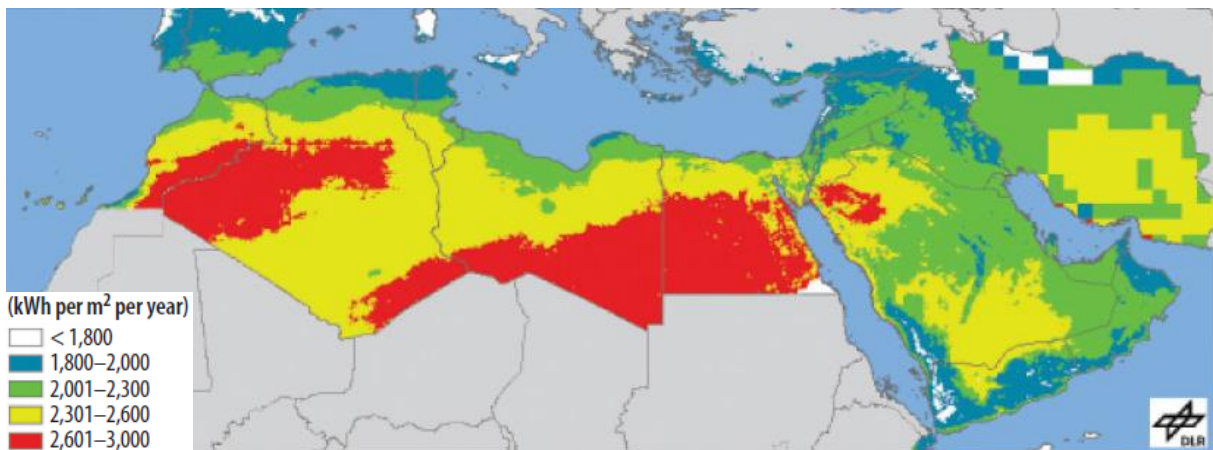 (kWh per m² per year)
< 1,800
1,800–2,000
2,001–2,300
2,301–2,600
2,601–3,000
DLR